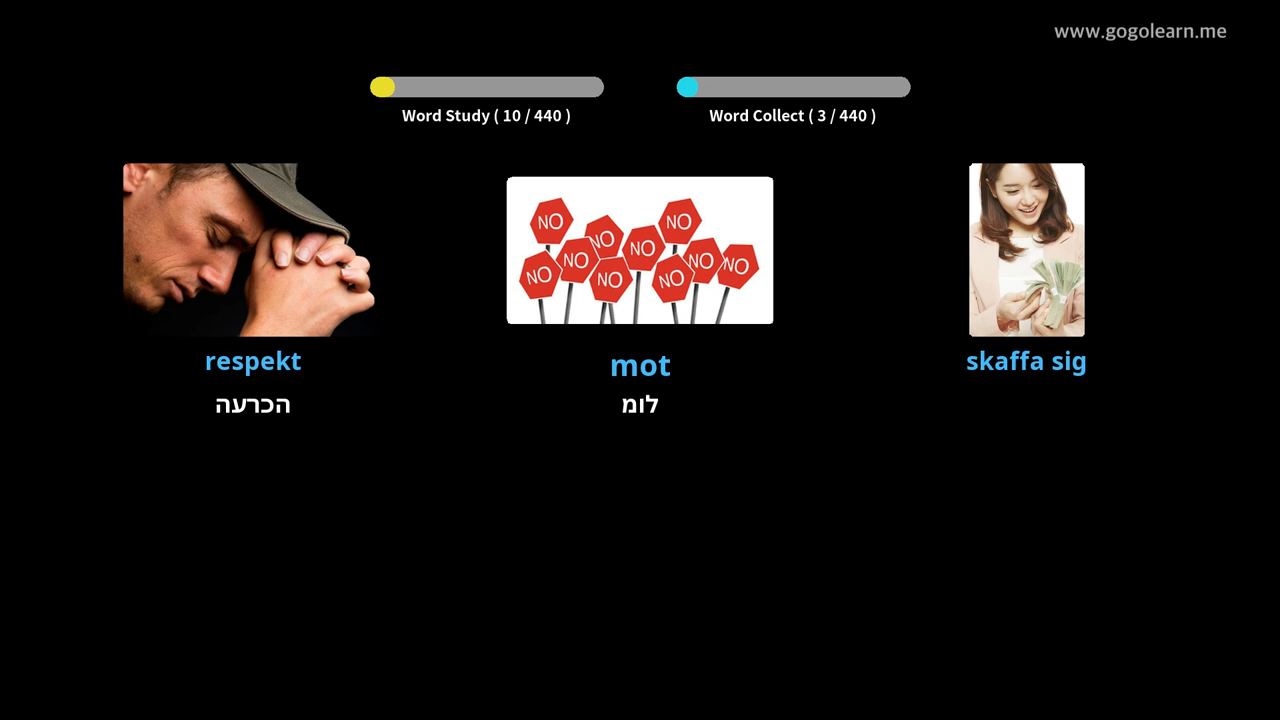 www.gogolearn.me
Word Study ( 10 / 440 )
Word Collect ( 3 / 440 )
NO NO NO NO NO NO NO NO NO NO
respekt
mot
skaffa sig
הכרעה
לומ